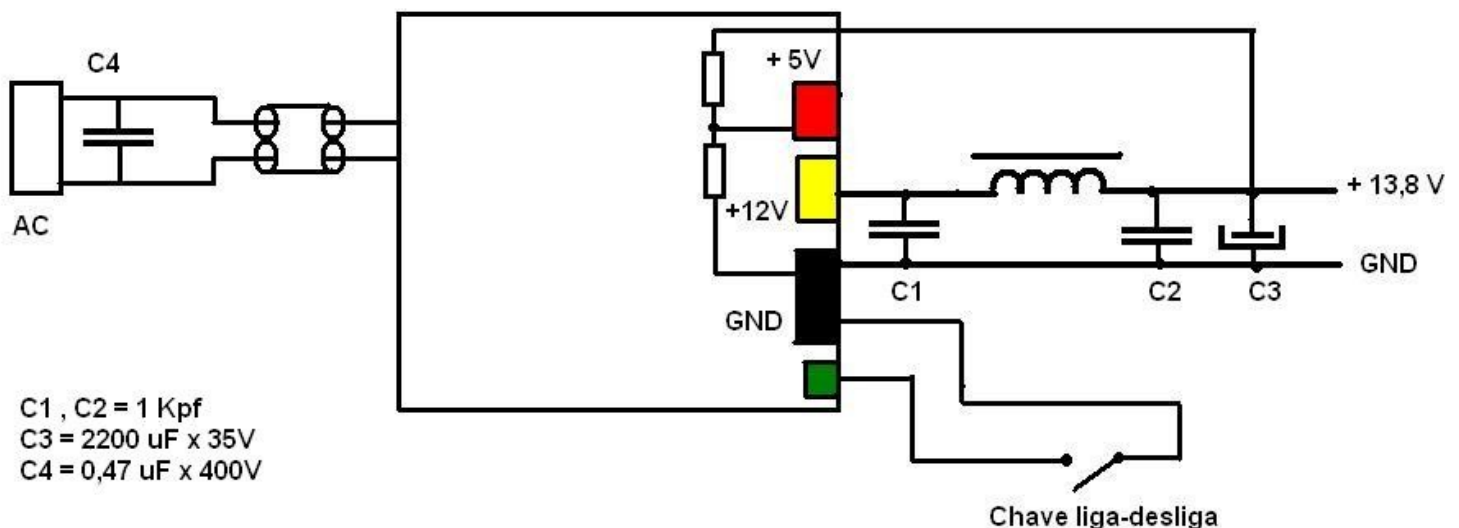 C4
AC
+ 5V
+12V
GND
+ 13,8 V
GND
C1
C2
C3
C1 , C2 = 1 Kpf
C3 = 2200 uF x 35V
C4 = 0,47 uF x 400V
Chave liga-desliga